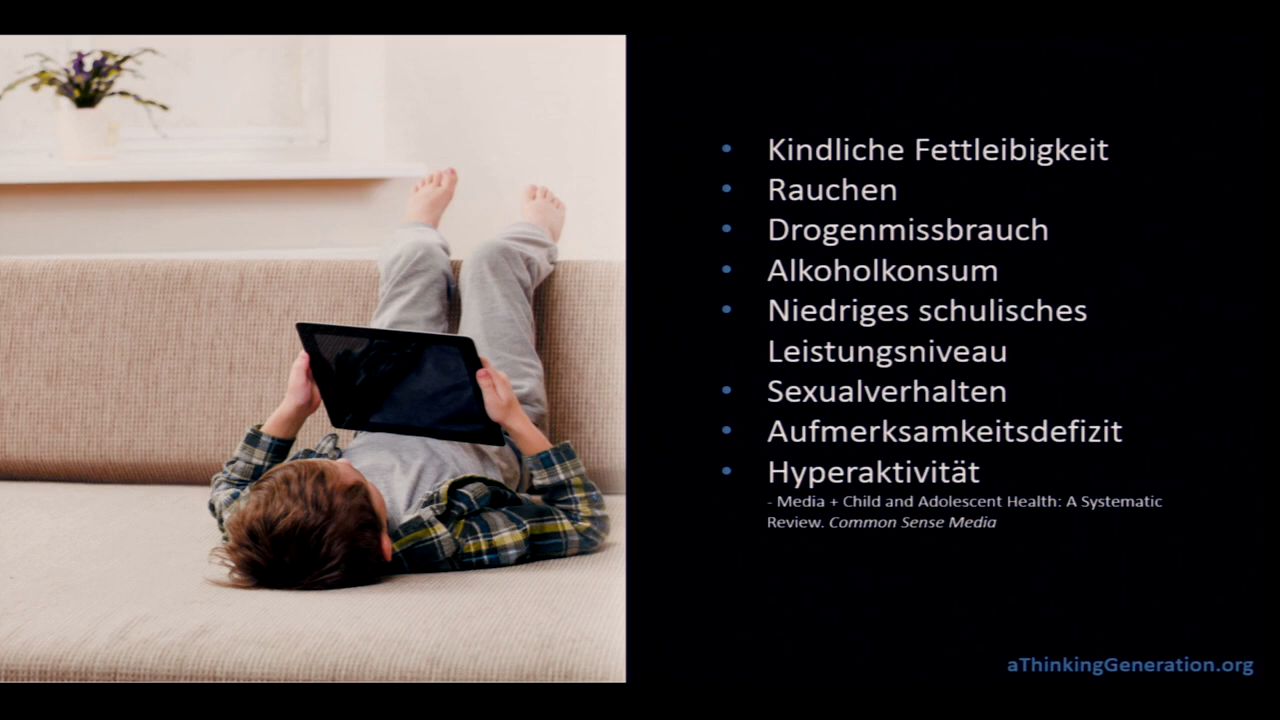 • Kindliche Fettleibigkeit
• Rauchen
• Drogenmissbrauch
• Alkoholkonsum
• Niedriges schulisches
Leistungsniveau
• Sexualverhalten
• Aufmerksamkeitsdefizit
• Hyperaktivität
- Media + Child and Adolescent Health: A Systematic
Review. Common Sense Media
aThinkingGeneration.org